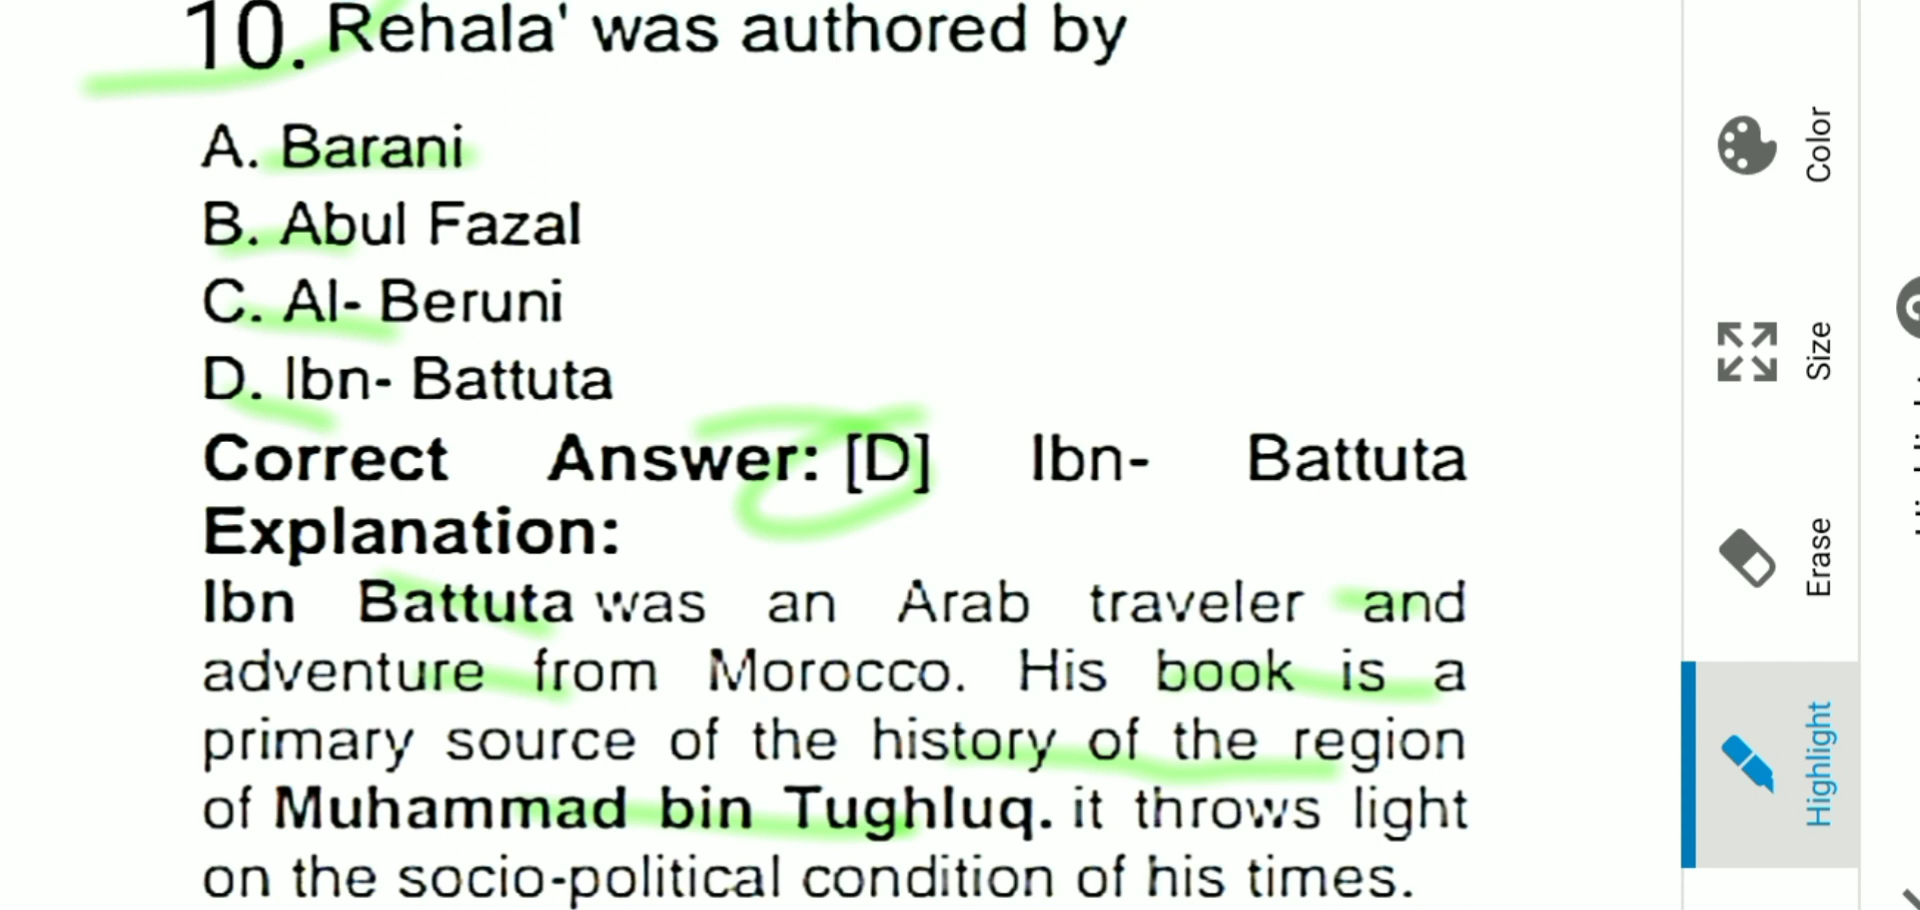 10. Rehala' was authored by
A. Barani
B. Abul Fazal
C. Al- Beruni
D. Ibn- Battuta
Correct Answer: [D] Ibn- Battuta
Explanation:
Ibn Battuta was an Arab traveler and
adventure from Morocco. His book is a
primary source of the history of the region
of Muhammad bin Tughluq. it throws light
on the socio-political condition of his times.
Color
Size
Erase
Highlight